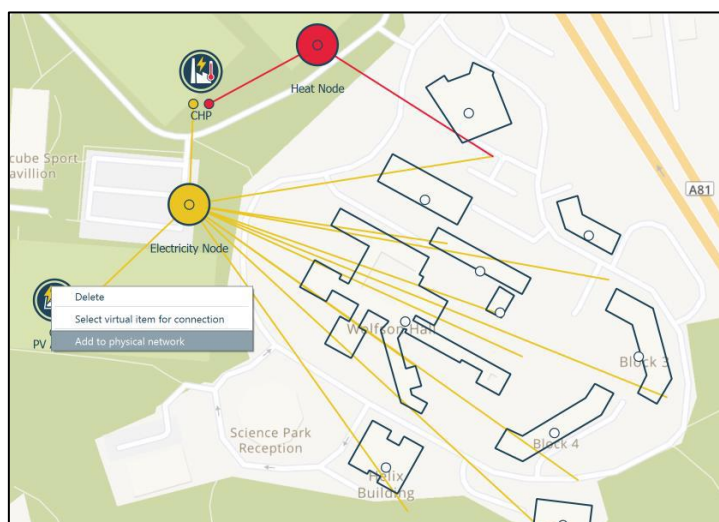 Heat Node
CHP
cube Sport
avillion
A81
Electricity Node
Delete
Select virtual item for connection
PV
Add to physical network
Wolfson Hall
Block 3
Science Park
Reception
Block 4
Helix
Building